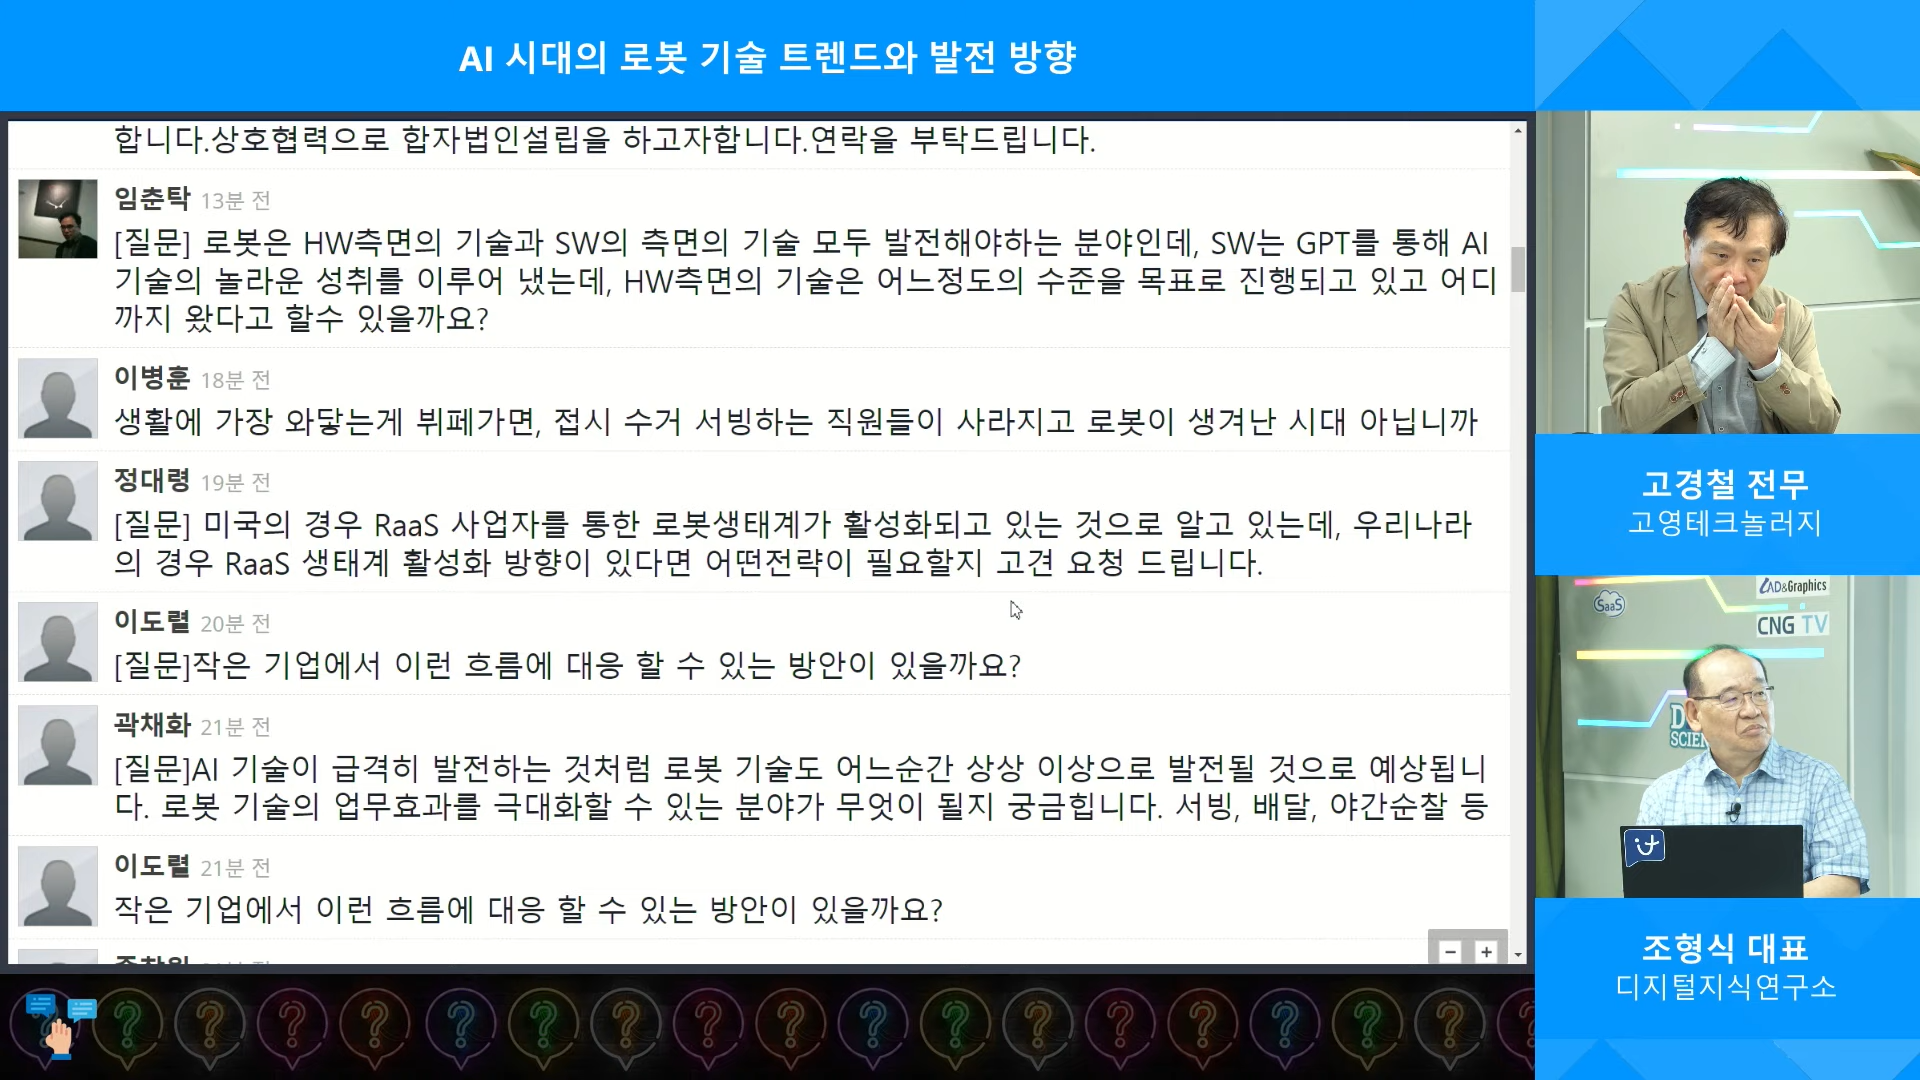 AI 시대의 로봇 기술 트렌드와 발전 방향
합니다.상호협력으로 합자법인설립을 하고자합니다.연락을 부탁드립니다.
임춘탁 13분 전
[질문] 로봇은 HW측면의 기술과 SW의 측면의 기술 모두 발전해야하는 분야인데, SW는 GPT를 통해 AI
기술의 놀라운 성취를 이루어 냈는데, HW측면의 기술은 어느정도의 수준을 목표로 진행되고 있고 어디
까지 왔다고 할수 있을까요?
이병훈 18분 전
생활에 가장 와닿는게 뷔페가면, 접시 수거 서빙하는 직원들이 사라지고 로봇이 생겨난 시대 아닙니까
정대령 19분 전
[질문] 미국의 경우 RaaS 사업자를 통한 로봇생태계가 활성화되고 있는 것으로 알고 있는데, 우리나라
의 경우 RaaS 생태계 활성화 방향이 있다면 어떤전략이 필요할지 고견 요청 드립니다.
이도렬 20분 전
[질문]작은 기업에서 이런 흐름에 대응 할 수 있는 방안이 있을까요?
곽채화 21분 전
[질문]AI 기술이 급격히 발전하는 것처럼 로봇 기술도 어느순간 상상 이상으로 발전될 것으로 예상됩니
다. 로봇 기술의 업무효과를 극대화할 수 있는 분야가 무엇이 될지 궁금힙니다. 서빙, 배달, 야간순찰 등
이도렬 21분 전
작은 기업에서 이런 흐름에 대응 할 수 있는 방안이 있을까요?
고경철 전무
고영테크놀러지
SaaS
CAD&Graphics
CNG TV
조형식 대표
디지털지식연구소